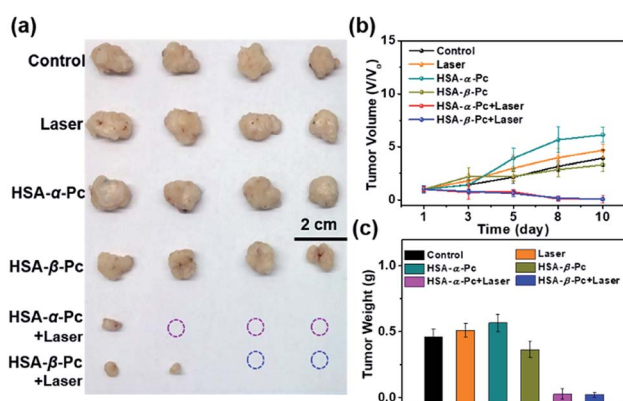 (a)
Control
Laser
HSA-α-Pc
HSA-β-Pc
HSA-α-Pc
+Laser
HSA-β-Pc
+Laser
2 cm
(b)
Tumor Volume (V/V₀)
15
10
5
0
Control
Laser
HSA-α-Pc
HSA-β-Pc
HSA-α-Pc+Laser
HSA-β-Pc+Laser
1 3 5 8 10
Time (day)
(c)
Tumor Weight (g)
1.0
0.5
0.0
Control Laser
HSA-α-Pc HSA-β-Pc
HSA-α-Pc+Laser HSA-β-Pc+Laser